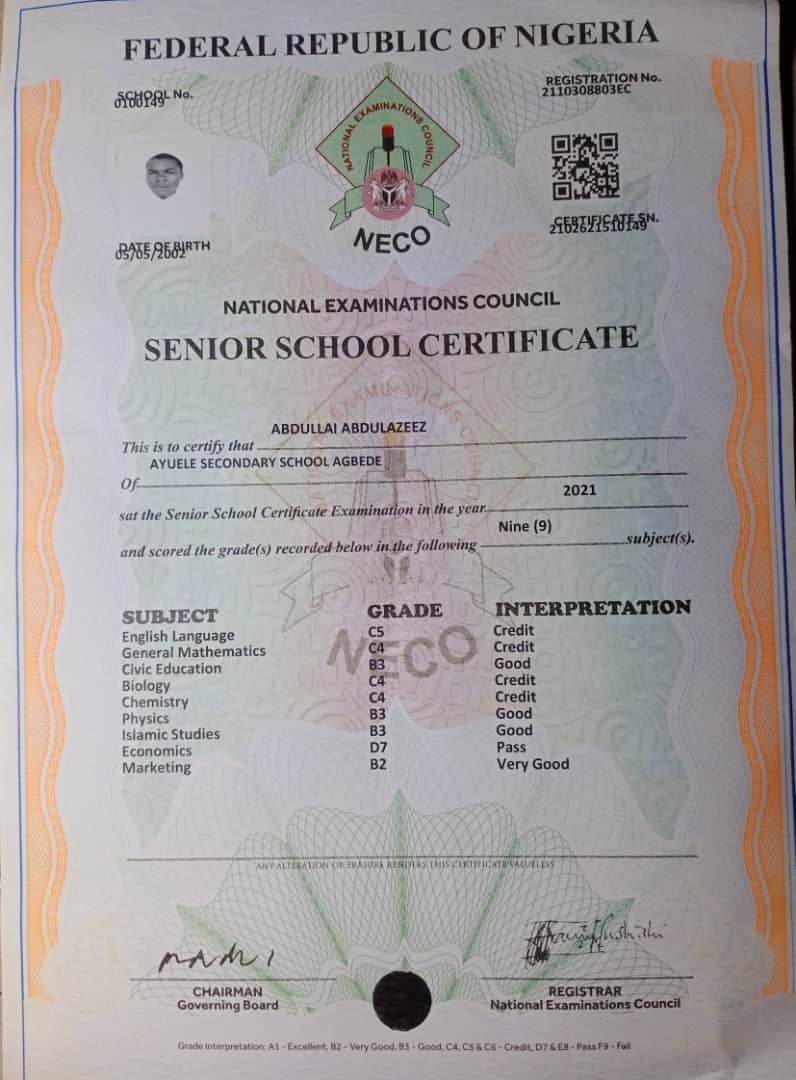 FEDERAL REPUBLIC OF NIGERIA
SCHOOL No.
0100149
REGISTRATION No.
2110308803EC
NATIONAL EXAMINATIONS COUNCIL
NECO
DATE OF BIRTH
05/05/2002
CERTIFICATE SN.
2102621510149
NATIONAL EXAMINATIONS COUNCIL
SENIOR SCHOOL CERTIFICATE
ABDULLAI ABDULAZEEZ
This is to certify that
AYUELE SECONDARY SCHOOL AGBEDE
Of
2021
sat the Senior School Certificate Examination in the year
Nine (9)
and scored the grade(s) recorded below in the following subject(s).
NECO
SUBJECT GRADE INTERPRETATION
English Language C5 Credit
General Mathematics C4 Credit
Civic Education B3 Good
Biology C4 Credit
Chemistry C4 Credit
Physics B3 Good
Islamic Studies B3 Good
Economics D7 Pass
Marketing B2 Very Good
ANY ALTERATION OR ERASURE RENDERS THIS CERTIFICATE VALUELESS
CHAIRMAN
Governing Board
REGISTRAR
National Examinations Council
Grade Interpretation: A1 - Excellent, B2 - Very Good, B3 - Good, C4, C5 & C6 - Credit, D7 & E8 - Pass F9 - Fail